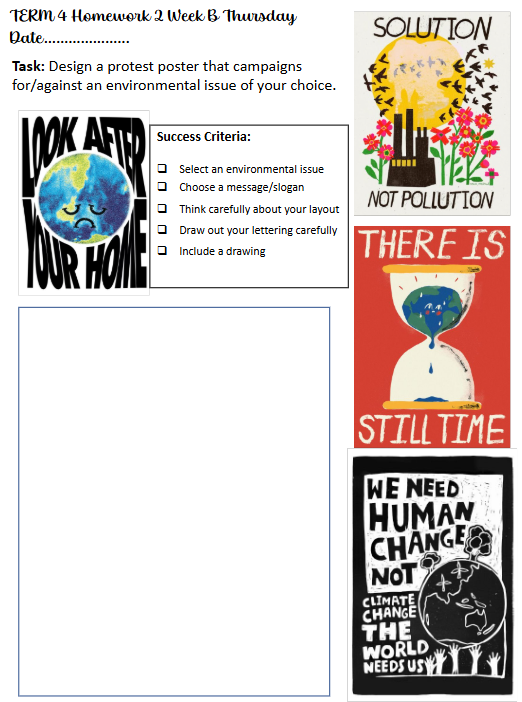 TERM 4 Homework 2 Week B Thursday
Date.....................
Task: Design a protest poster that campaigns
for/against an environmental issue of your choice.
LOOK AFTER
YOUR HOME
Success Criteria:
Select an environmental issue
Choose a message/slogan
Think carefully about your layout
Draw out your lettering carefully
Include a drawing
SOLUTION
NOT POLLUTION
THERE IS
STILL TIME
WE NEED
HUMAN
CHANGE
NOT
CLIMATE
CHANGE
THE
WORLD
NEEDS US